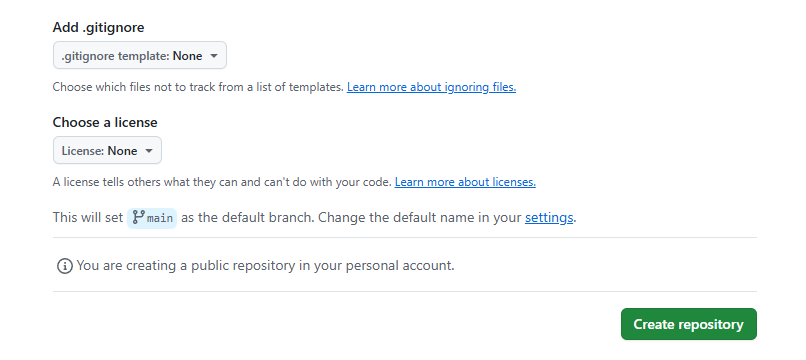 Add .gitignore
.gitignore template: None
Choose which files not to track from a list of templates. Learn more about ignoring files.
Choose a license
License: None
A license tells others what they can and can't do with your code. Learn more about licenses.
This will set main as the default branch. Change the default name in your settings.
You are creating a public repository in your personal account.
Create repository